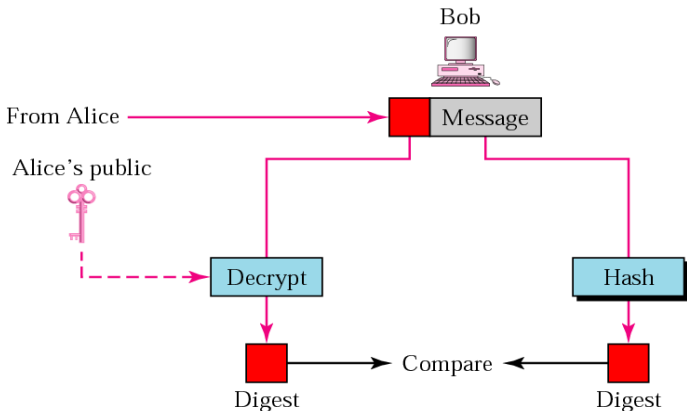 Bob
From Alice
Message
Alice's public
Decrypt
Hash
Compare
Digest
Digest